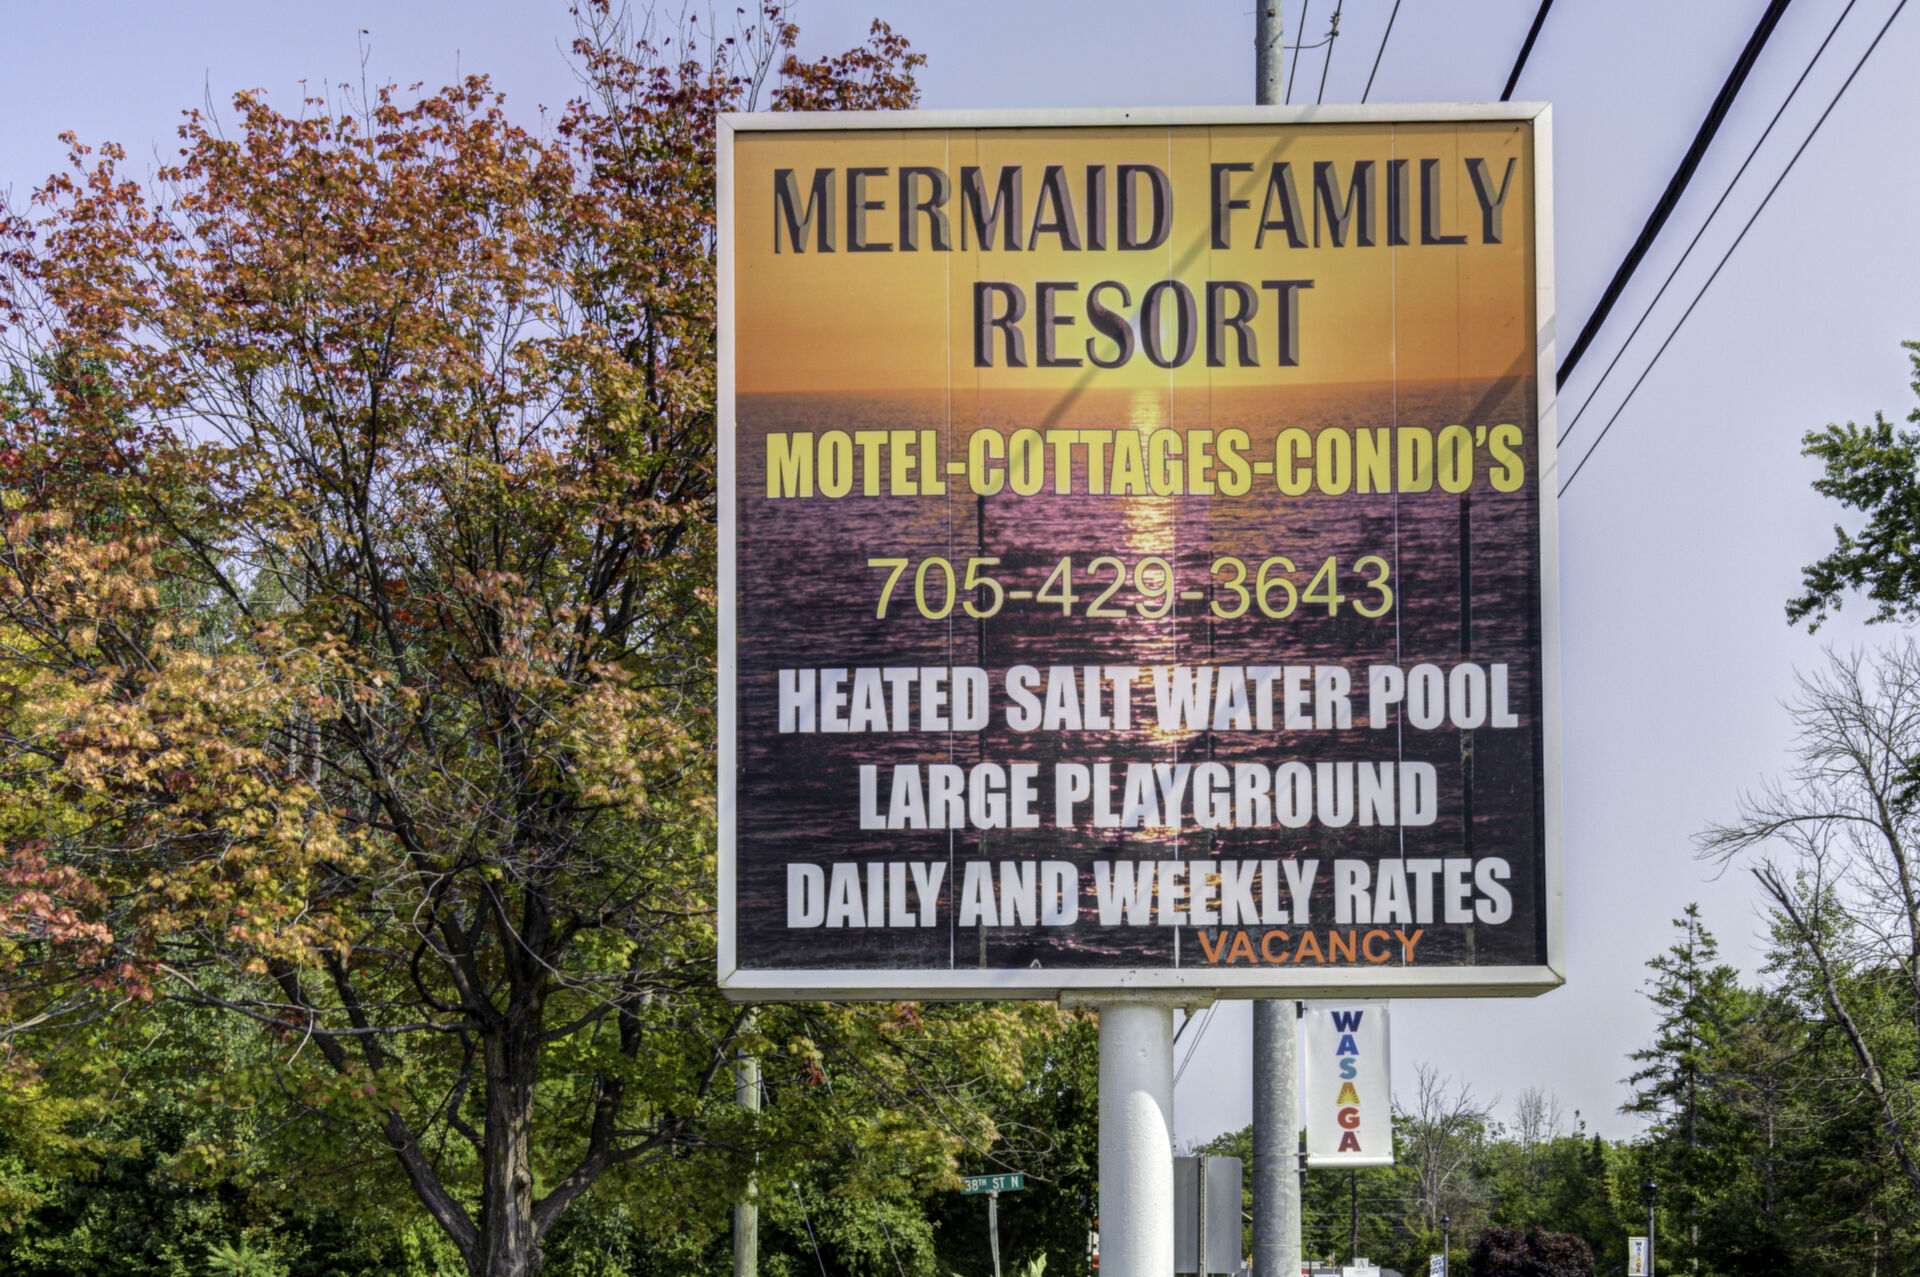 MERMAID FAMILY
RESORT
MOTEL-COTTAGES-CONDO'S
705-429-3643
HEATED SALT WATER POOL
LARGE PLAYGROUND
DAILY AND WEEKLY RATES
VACANCY
WASAGA
38TH ST N
WASAGA